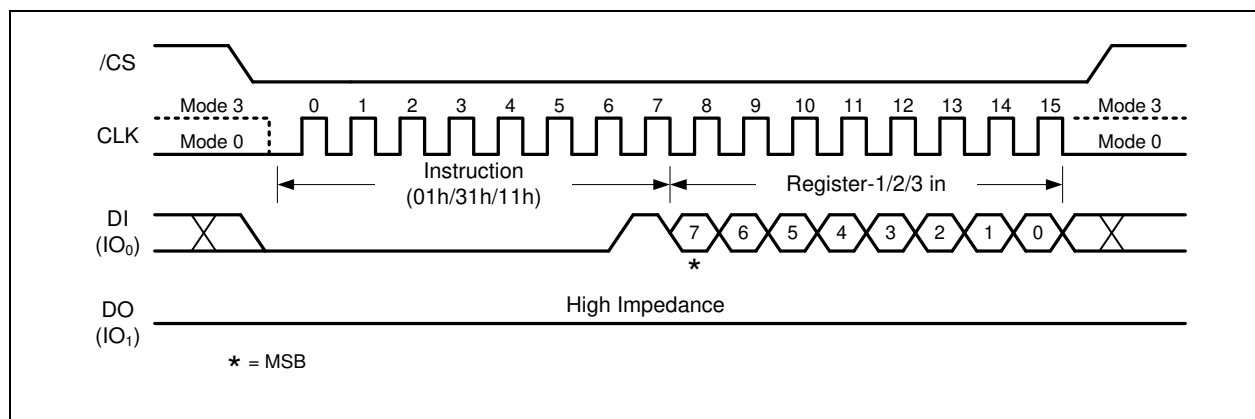 /CS
Mode 3 0 1 2 3 4 5 6 7 8 9 10 11 12 13 14 15 Mode 3
CLK
Mode 0 Mode 0
Instruction
(01h/31h/11h)
Register-1/2/3 in
DI
(IO₀)
7 6 5 4 3 2 1 0
*
High Impedance
DO
(IO₁)
* = MSB